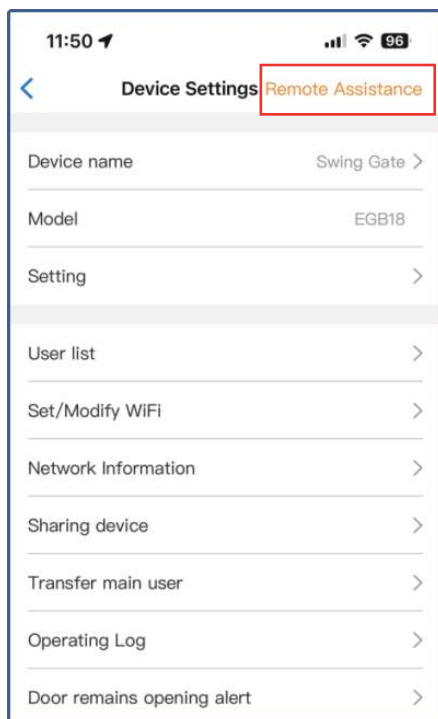 11:50
96
Device Settings Remote Assistance
Device name Swing Gate
Model EGB18
Setting
User list
Set/Modify WiFi
Network Information
Sharing device
Transfer main user
Operating Log
Door remains opening alert